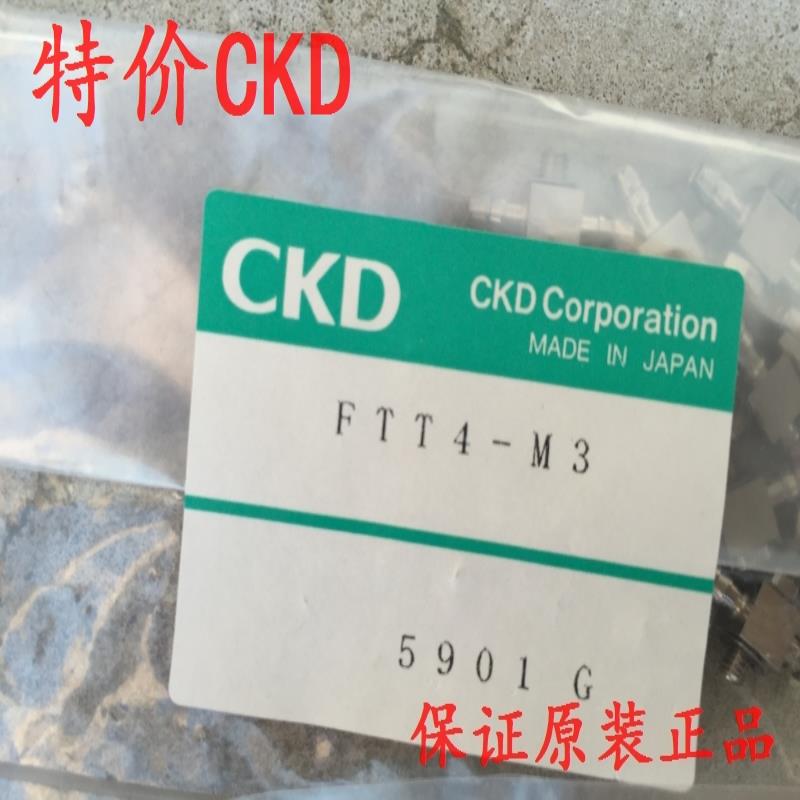 特价CKD
CKD
CKD Corporation
MADE IN JAPAN
FTT4-M3
5901 G
保证原装正品